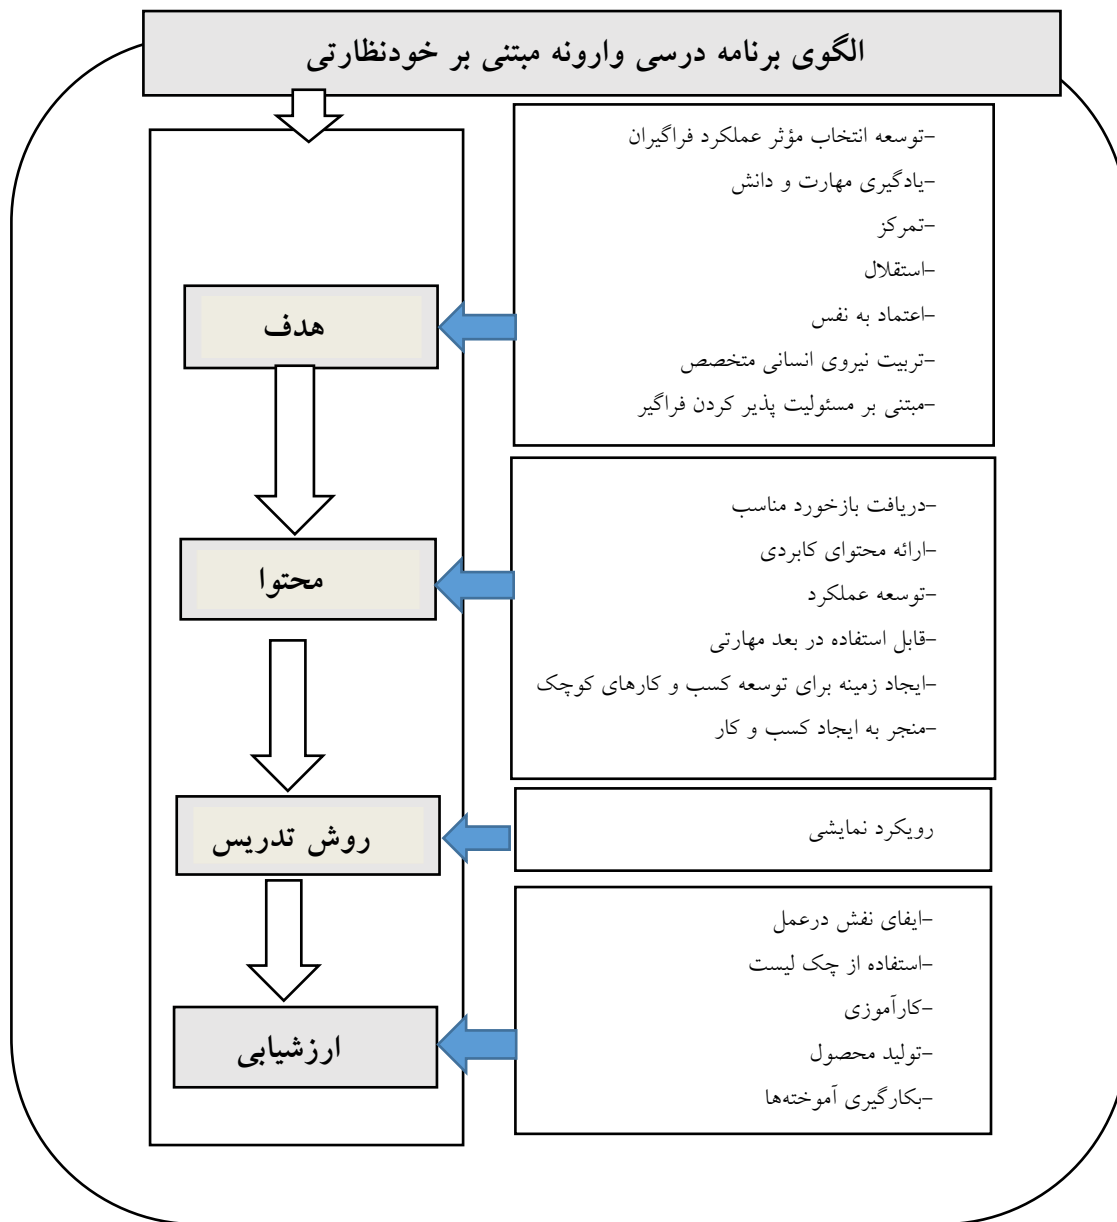 الگوی برنامه درسی وارونه مبتنی بر خودنظارتی
-توسعه انتخاب مؤثر عملکرد فراگیران
-یادگیری مهارت و دانش
-تمرکز
-استقلال
-اعتماد به نفس
-تربیت نیروی انسانی متخصص
-مبتنی بر مسئولیت پذیر کردن فراگیر
هدف
-دریافت بازخورد مناسب
-ارائه محتوای کابردی
-توسعه عملکرد
-قابل استفاده در بعد مهارتی
-ایجاد زمینه برای توسعه کسب و کارهای کوچک
-منجر به ایجاد کسب و کار
محتوا
رویکرد نمایشی
روش تدریس
-ایفای نقش درعمل
-استفاده از چک لیست
-کارآموزی
-تولید محصول
-بکارگیری آموخته‌ها
ارزشیابی